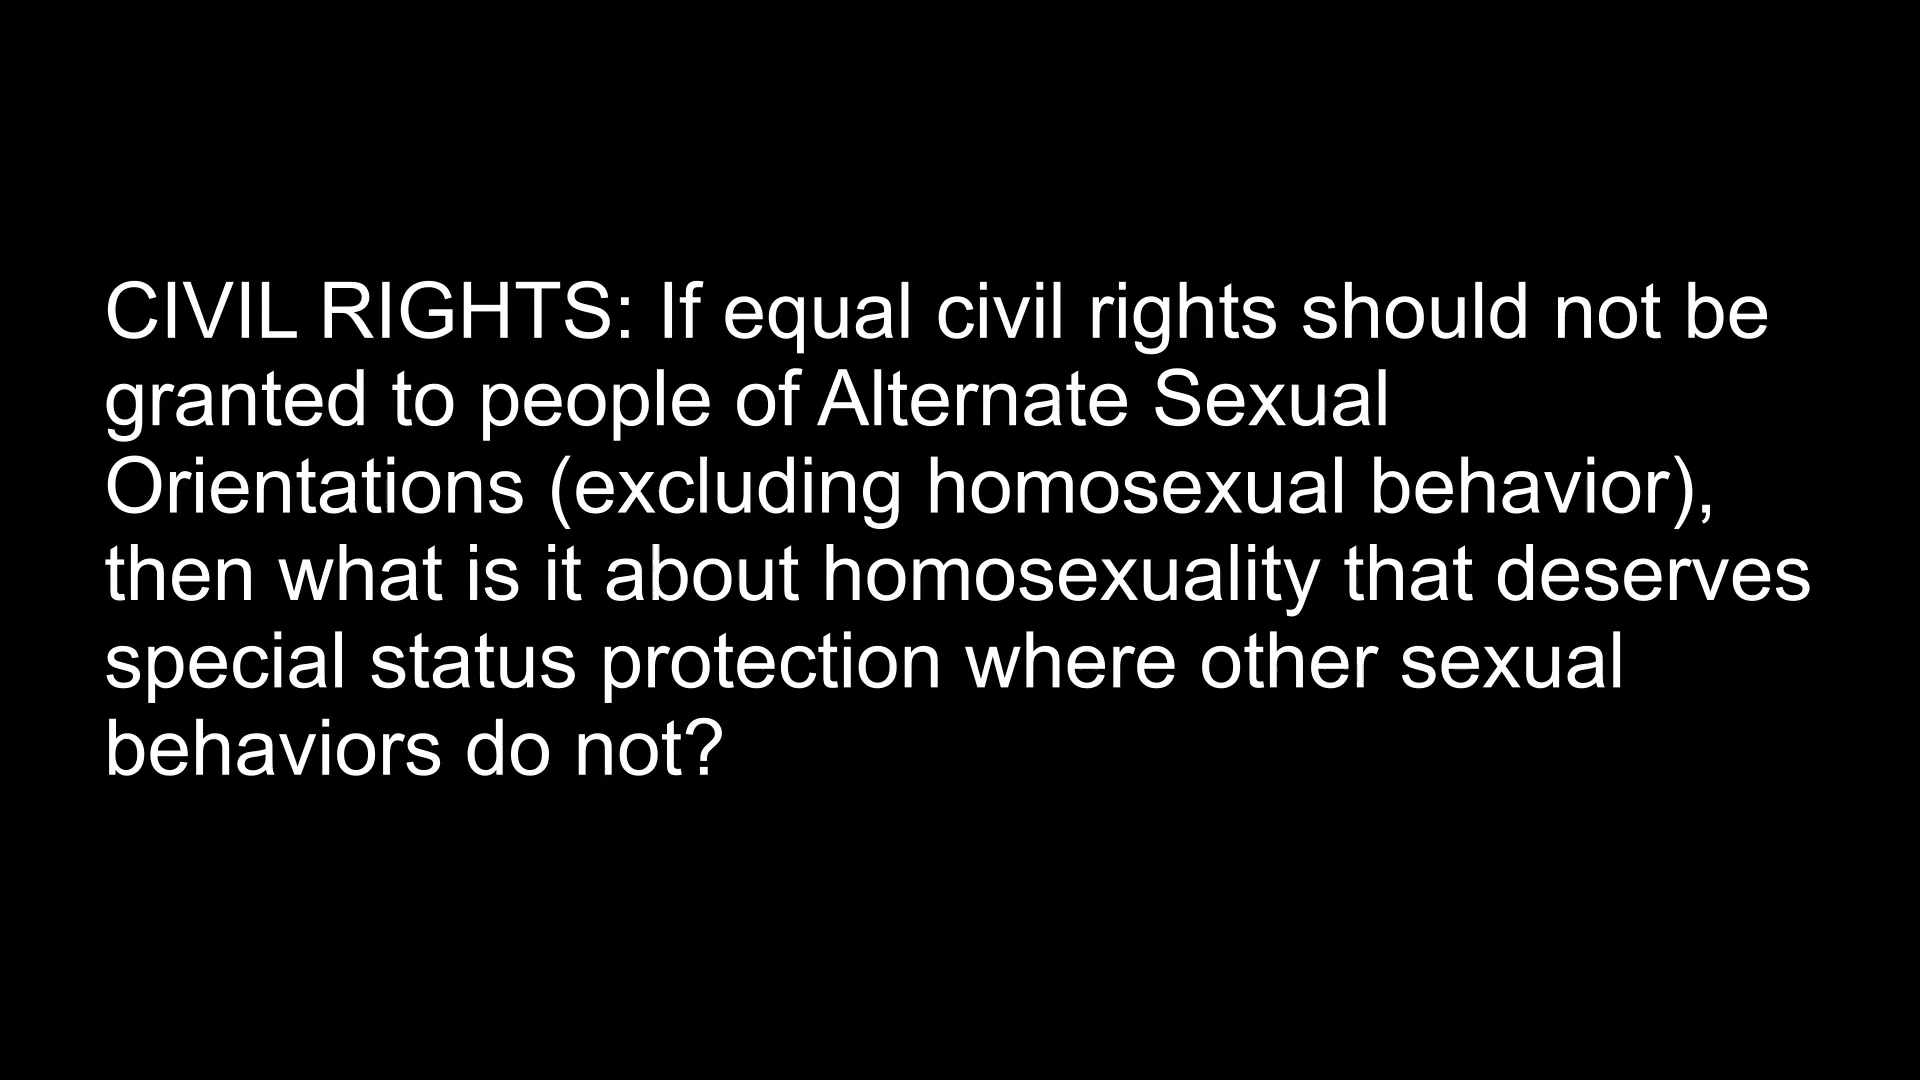 CIVIL RIGHTS: If equal civil rights should not be
granted to people of Alternate Sexual
Orientations (excluding homosexual behavior),
then what is it about homosexuality that deserves
special status protection where other sexual
behaviors do not?